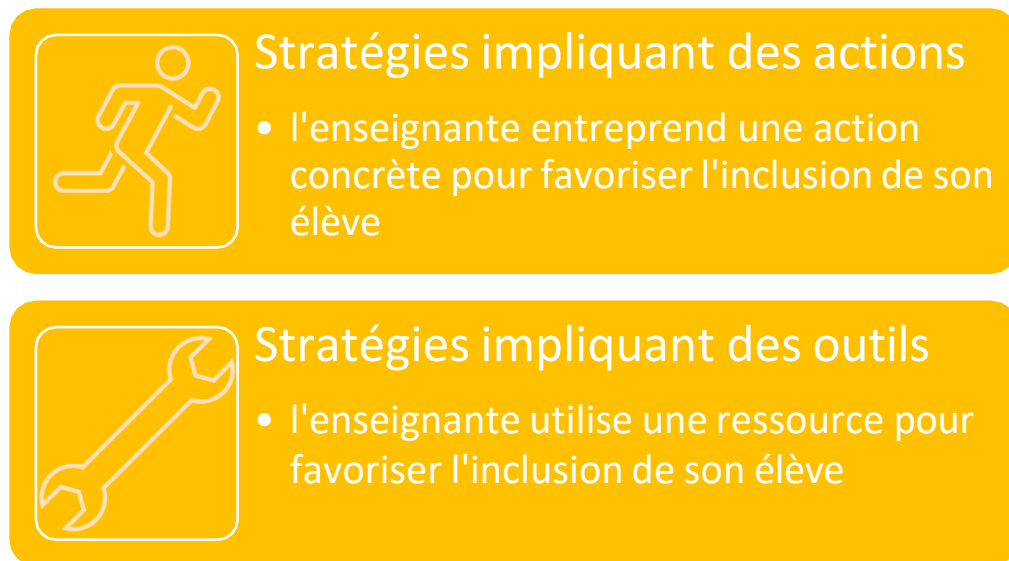 Stratégies impliquant des actions
• l'enseignante entreprend une action
concrète pour favoriser l'inclusion de son
élève
Stratégies impliquant des outils
• l'enseignante utilise une ressource pour
favoriser l'inclusion de son élève